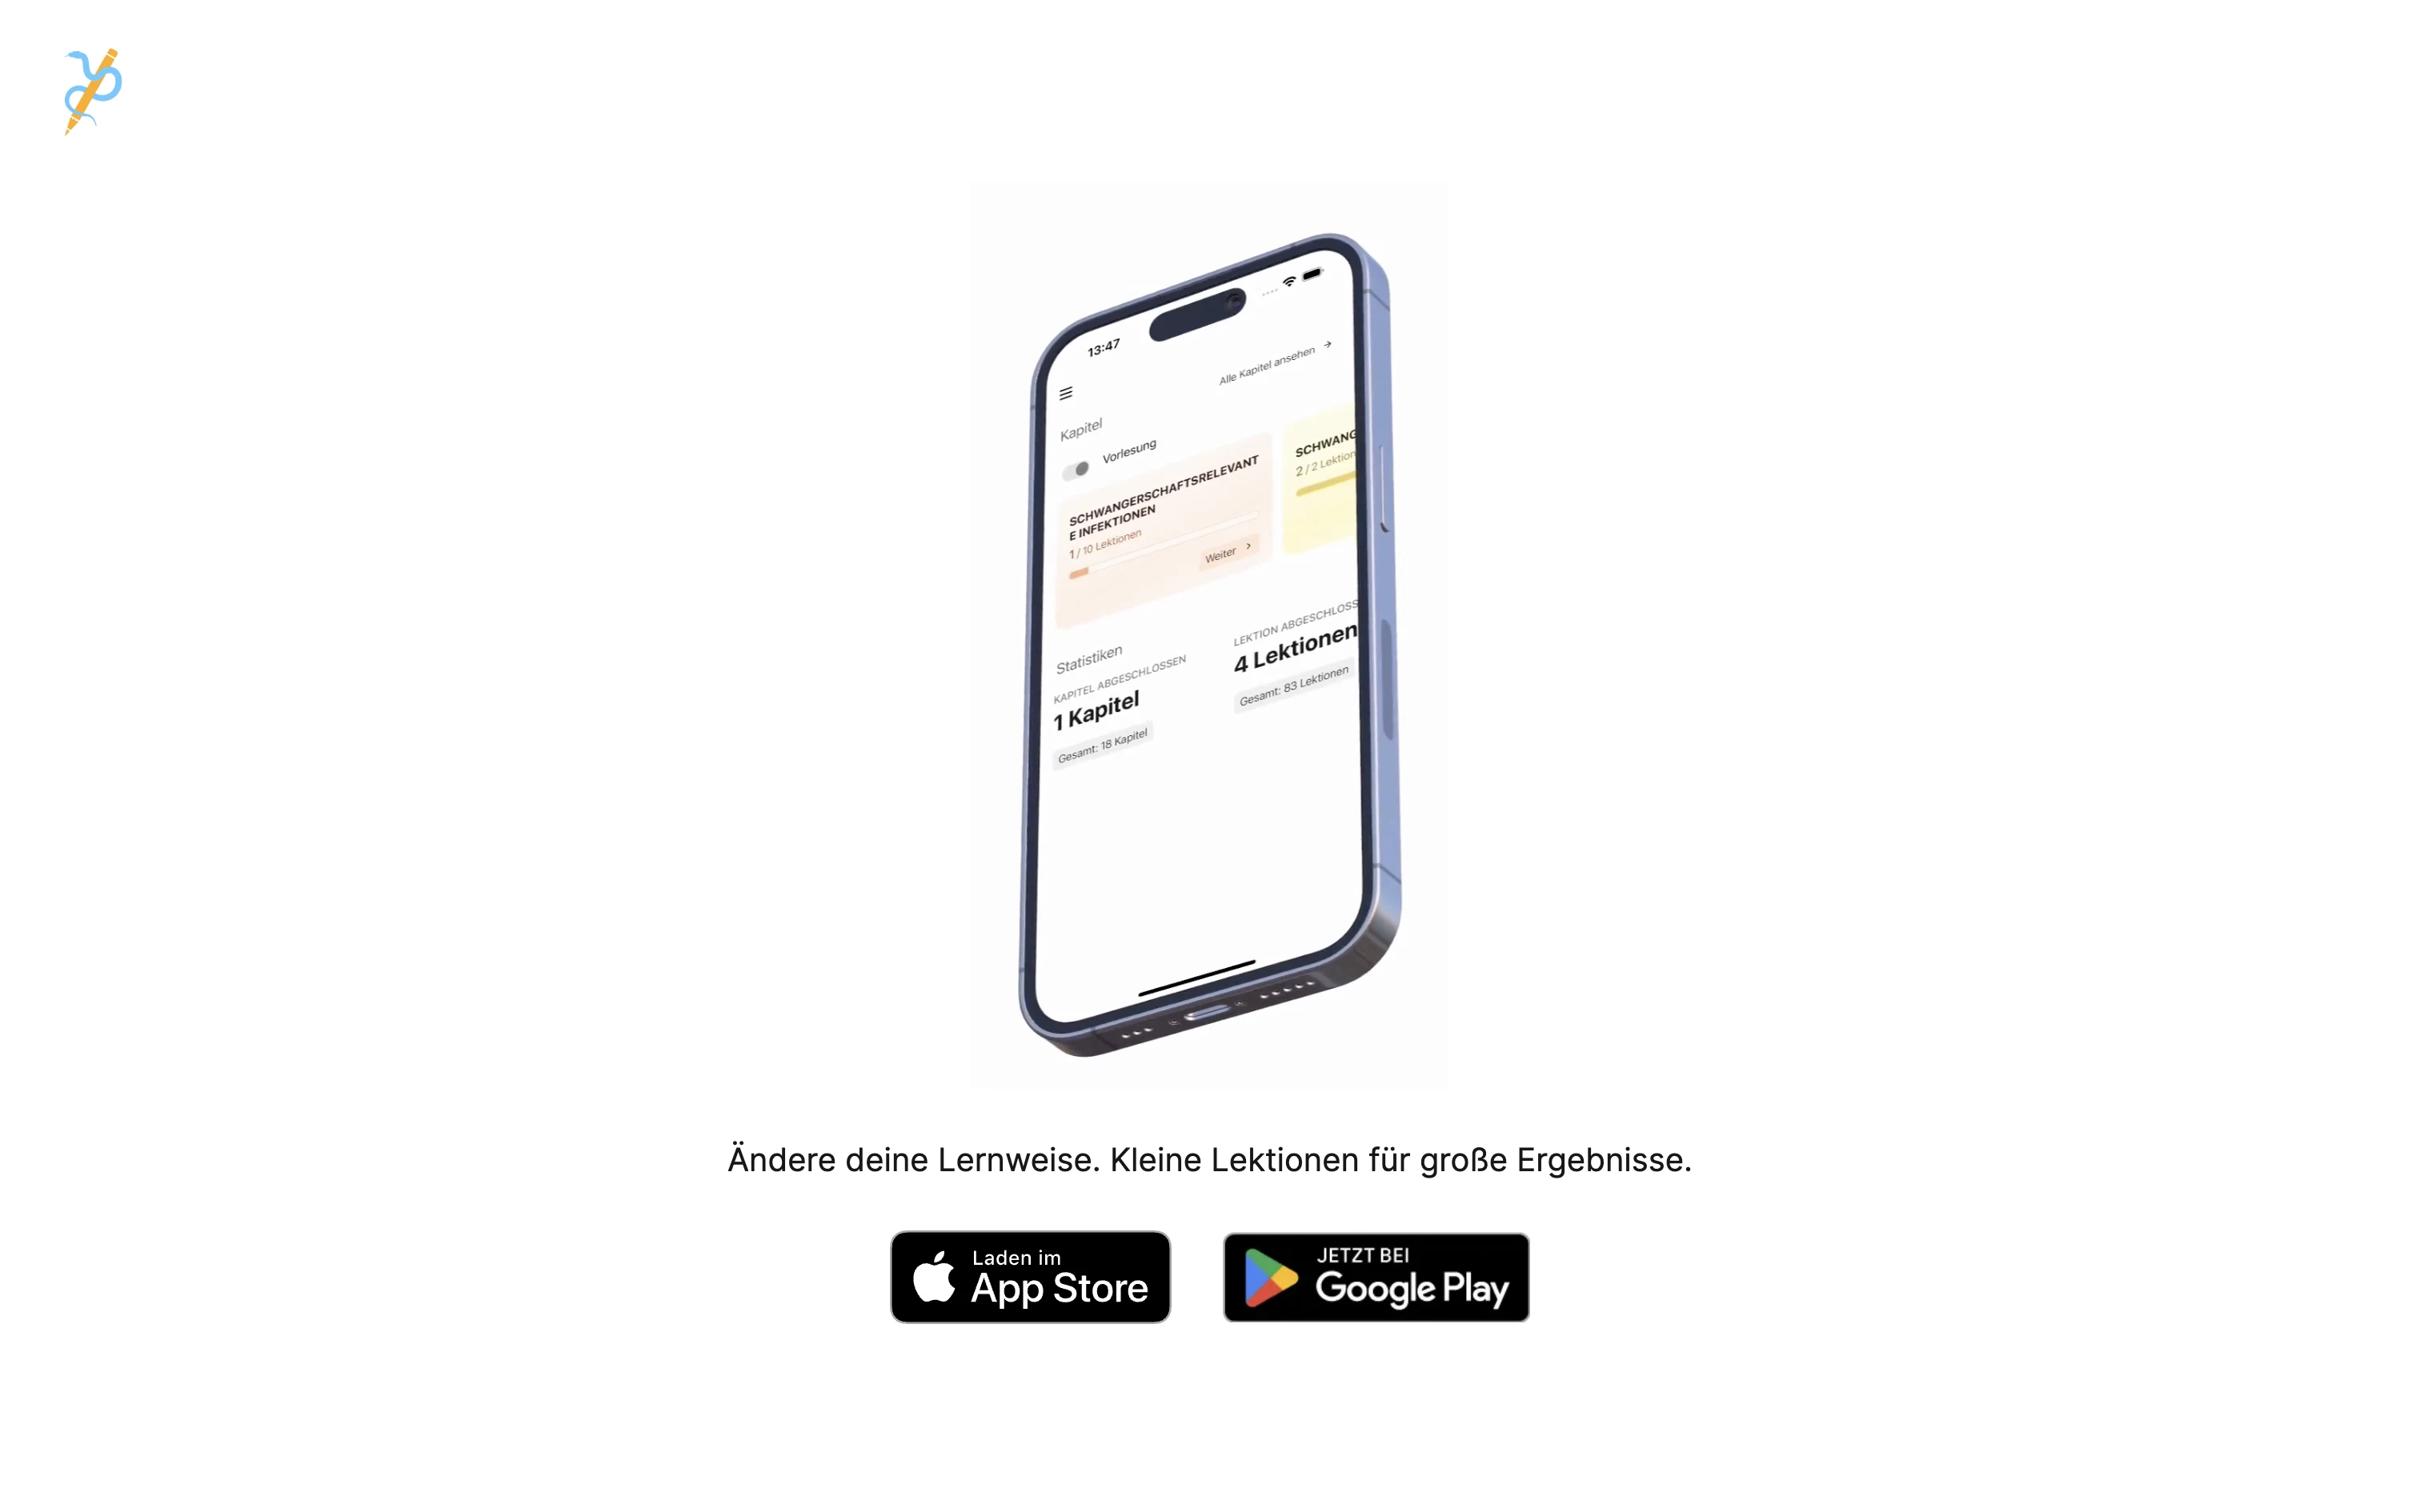 13:47
Alle Kapitel ansehen
Kapitel
Vorlesung
SCHWANGERSCHAFTSRELEVANT
E INFEKTIONEN
1 / 10 Lektionen
Weiter
SCHWANG
2 / 2 Lektion
Statistiken
KAPITEL ABGESCHLOSSEN
1 Kapitel
Gesamt: 18 Kapitel
LEKTION ABGESCHLOSS
4 Lektionen
Gesamt: 83 Lektionen
Ändere deine Lernweise. Kleine Lektionen für große Ergebnisse.
Laden im
App Store
JETZT BEI
Google Play